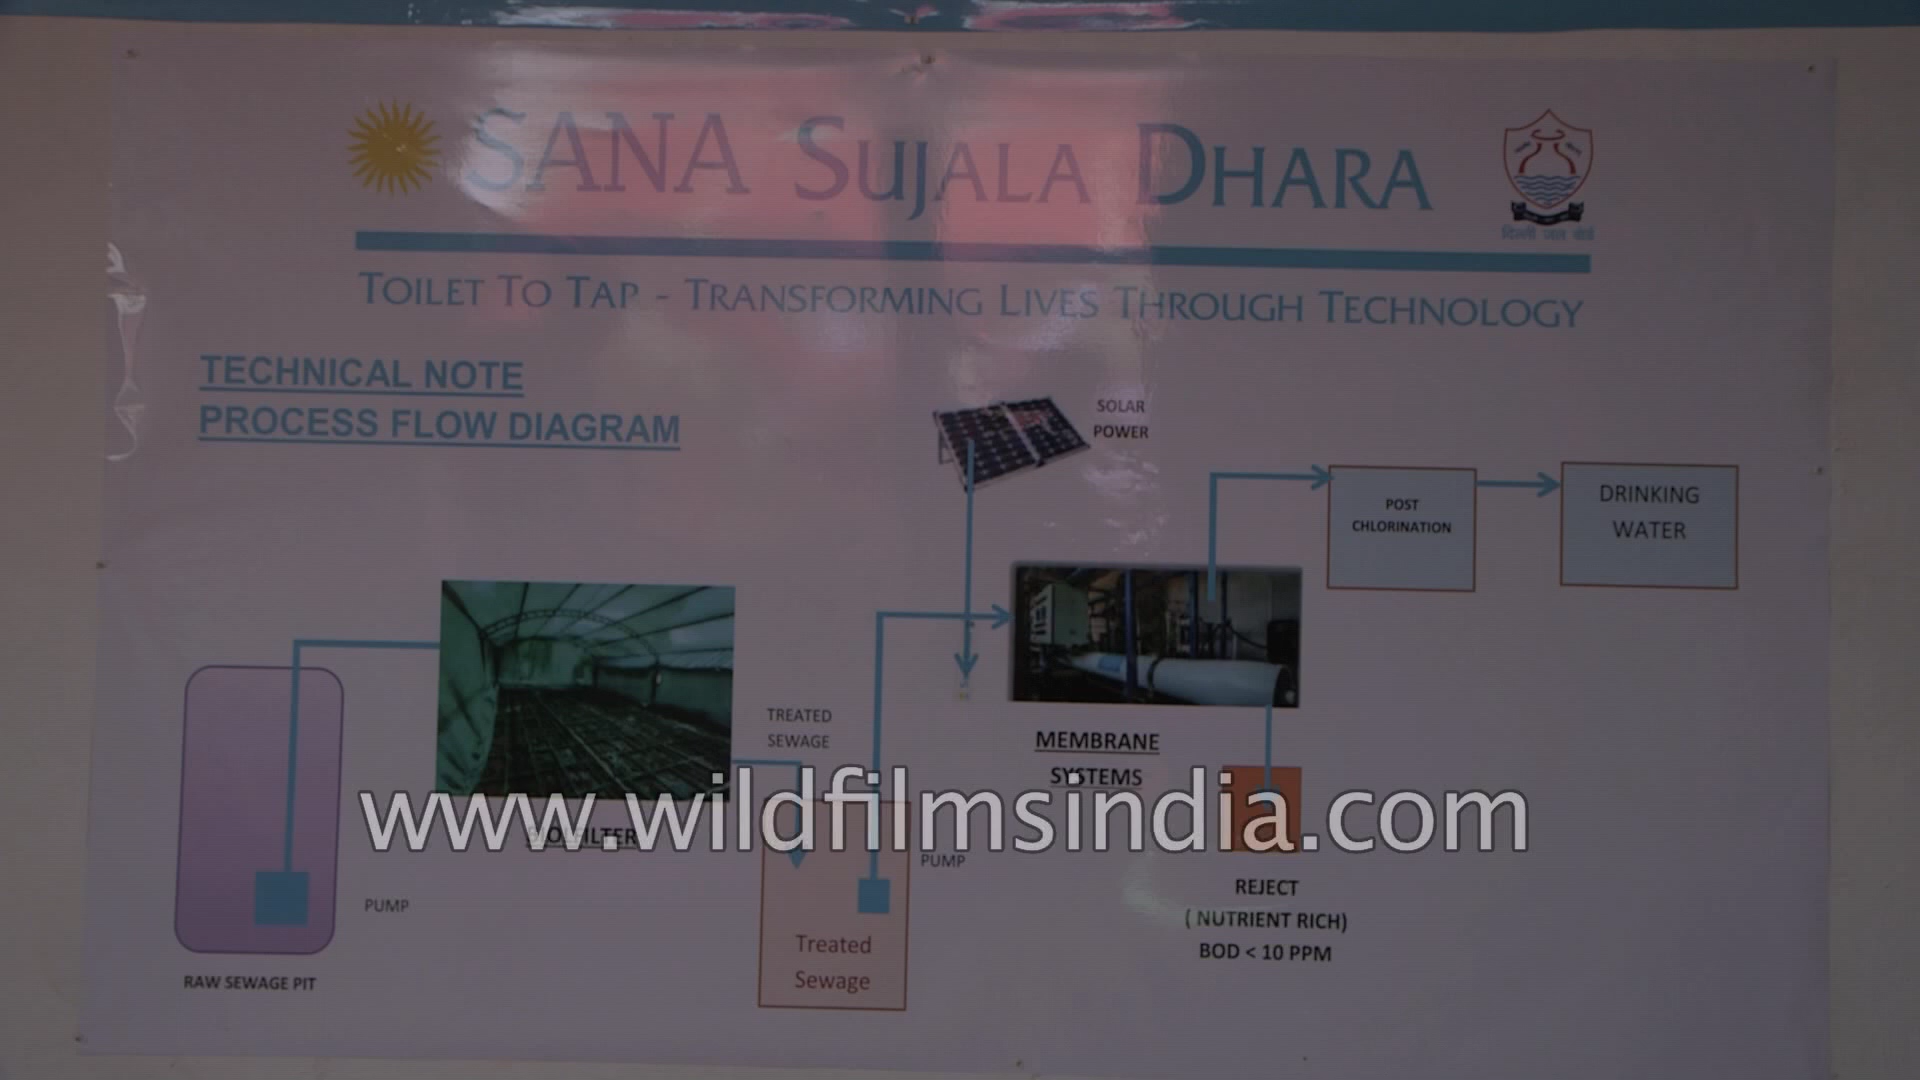 SANA SUJALA DHARA
दिल्ली जल बोर्ड
TOILET TO TAP - TRANSFORMING LIVES THROUGH TECHNOLOGY
TECHNICAL NOTE
PROCESS FLOW DIAGRAM
SOLAR
POWER
POST
CHLORINATION
DRINKING
WATER
TREATED
SEWAGE
MEMBRANE
SYSTEMS
www.wildfilmsindia.com
PUMP
PUMP
REJECT
( NUTRIENT RICH)
BOD < 10 PPM
Treated
Sewage
RAW SEWAGE PIT